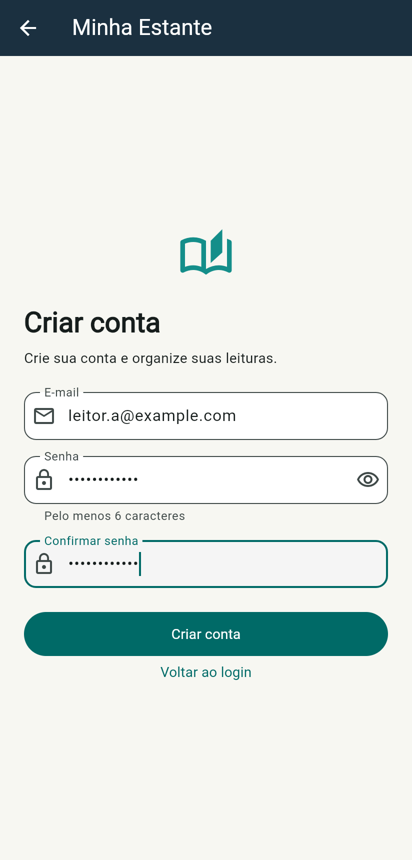 Minha Estante
Criar conta
Crie sua conta e organize suas leituras.
E-mail
leitor.a@example.com
Senha
••••••••••••
Pelo menos 6 caracteres
Confirmar senha
••••••••••••
Criar conta
Voltar ao login